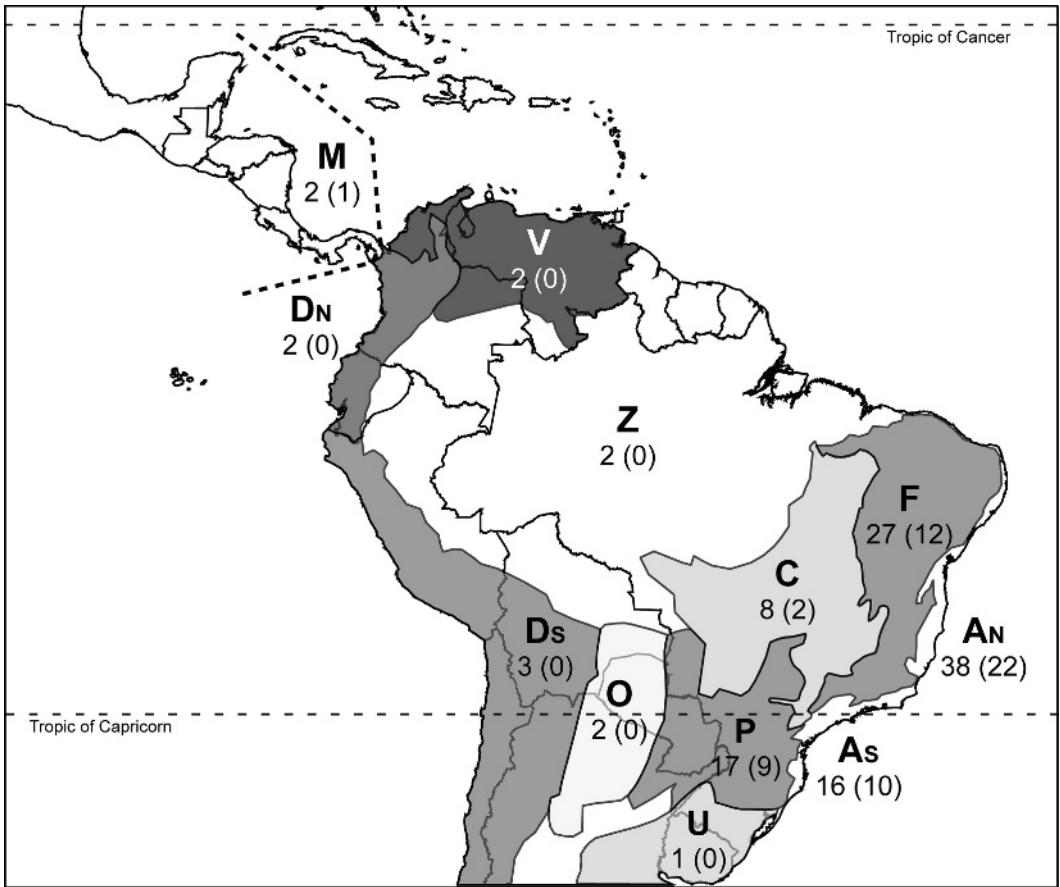 Tropic of Cancer
M
2 (1)
V
2 (0)
DN
2 (0)
Z
2 (0)
F
27 (12)
C
8 (2)
DS
3 (0)
AN
38 (22)
O
2 (0)
Tropic of Capricorn
P
17 (9)
AS
16 (10)
U
1 (0)